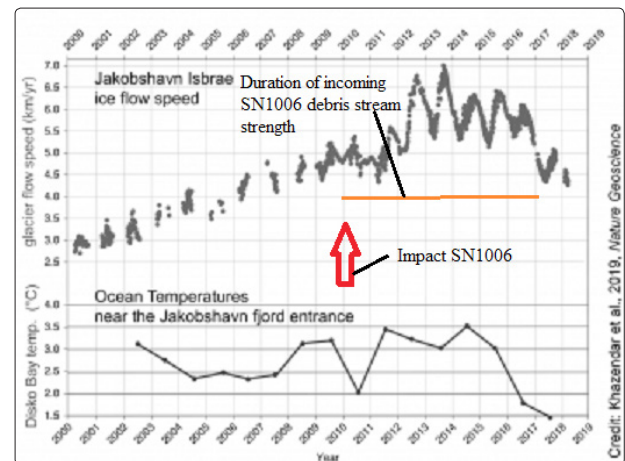 2000 2001 2002 2003 2004 2005 2006 2007 2008 2009 2010 2011 2012 2013 2014 2015 2016 2017 2018 2019
7.0
6.5
6.0
5.5
5.0
4.5
4.0
3.5
3.0
2.5
glacier flow speed (km/yr)
Jakobshavn Isbrae
ice flow speed
Duration of incoming
SN1006 debris stream
strength
Impact SN1006
4.0
3.5
3.0
2.5
2.0
1.5
Disko Bay temp. (°C)
Ocean Temperatures
near the Jakobshavn fjord entrance
2000 2001 2002 2003 2004 2005 2006 2007 2008 2009 2010 2011 2012 2013 2014 2015 2016 2017 2018 2019
Year
Credit: Khazendar et al., 2019, Nature Geoscience